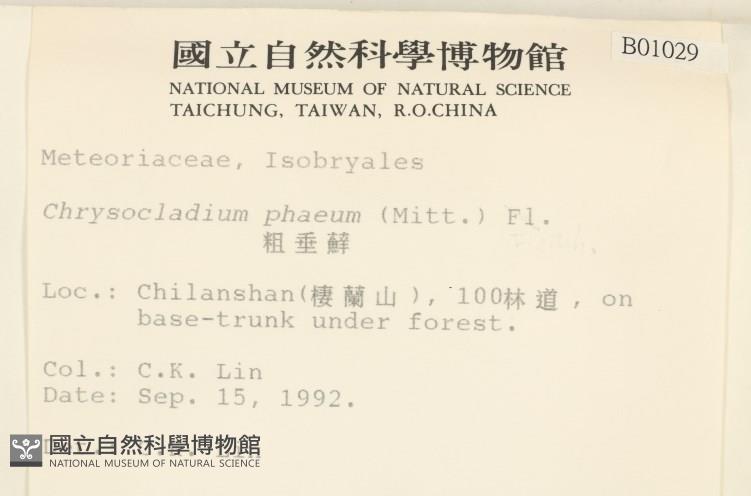 國立自然科學博物館
B01029
NATIONAL MUSEUM OF NATURAL SCIENCE
TAICHUNG, TAIWAN, R.O.CHINA
Meteoriaceae, Isobryales
Chrysocladium phaeum (Mitt.) Fl.
粗垂蘚
Loc.: Chilanshan(棲蘭山), 100林道, on
base-trunk under forest.
Col.: C.K. Lin
Date: Sep. 15, 1992.
國立自然科學博物館
NATIONAL MUSEUM OF NATURAL SCIENCE